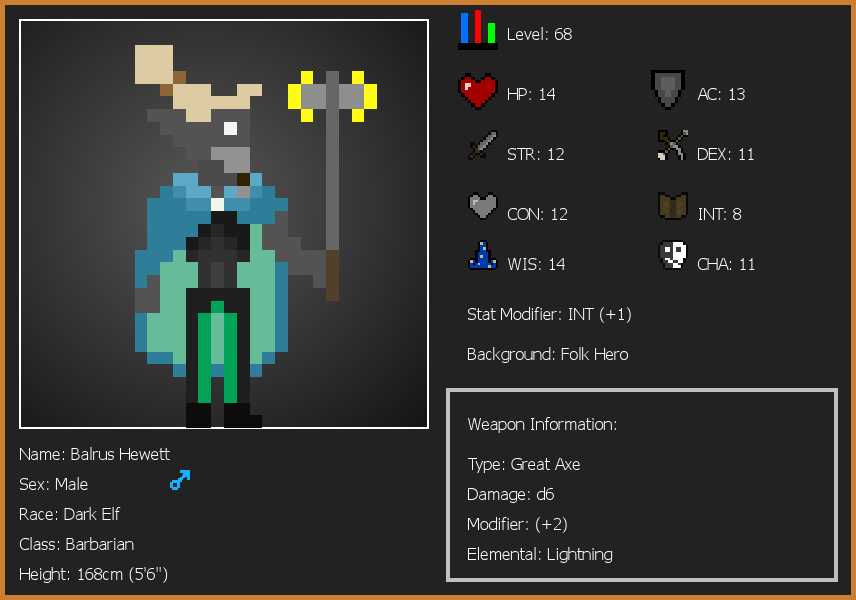 Level: 68
HP: 14
AC: 13
STR: 12
DEX: 11
CON: 12
INT: 8
WIS: 14
CHA: 11
Stat Modifier: INT (+1)
Background: Folk Hero
Weapon Information:
Type: Great Axe
Damage: d6
Modifier: (+2)
Elemental: Lightning
Name: Balrus Hewett
Sex: Male
Race: Dark Elf
Class: Barbarian
Height: 168cm (5'6")